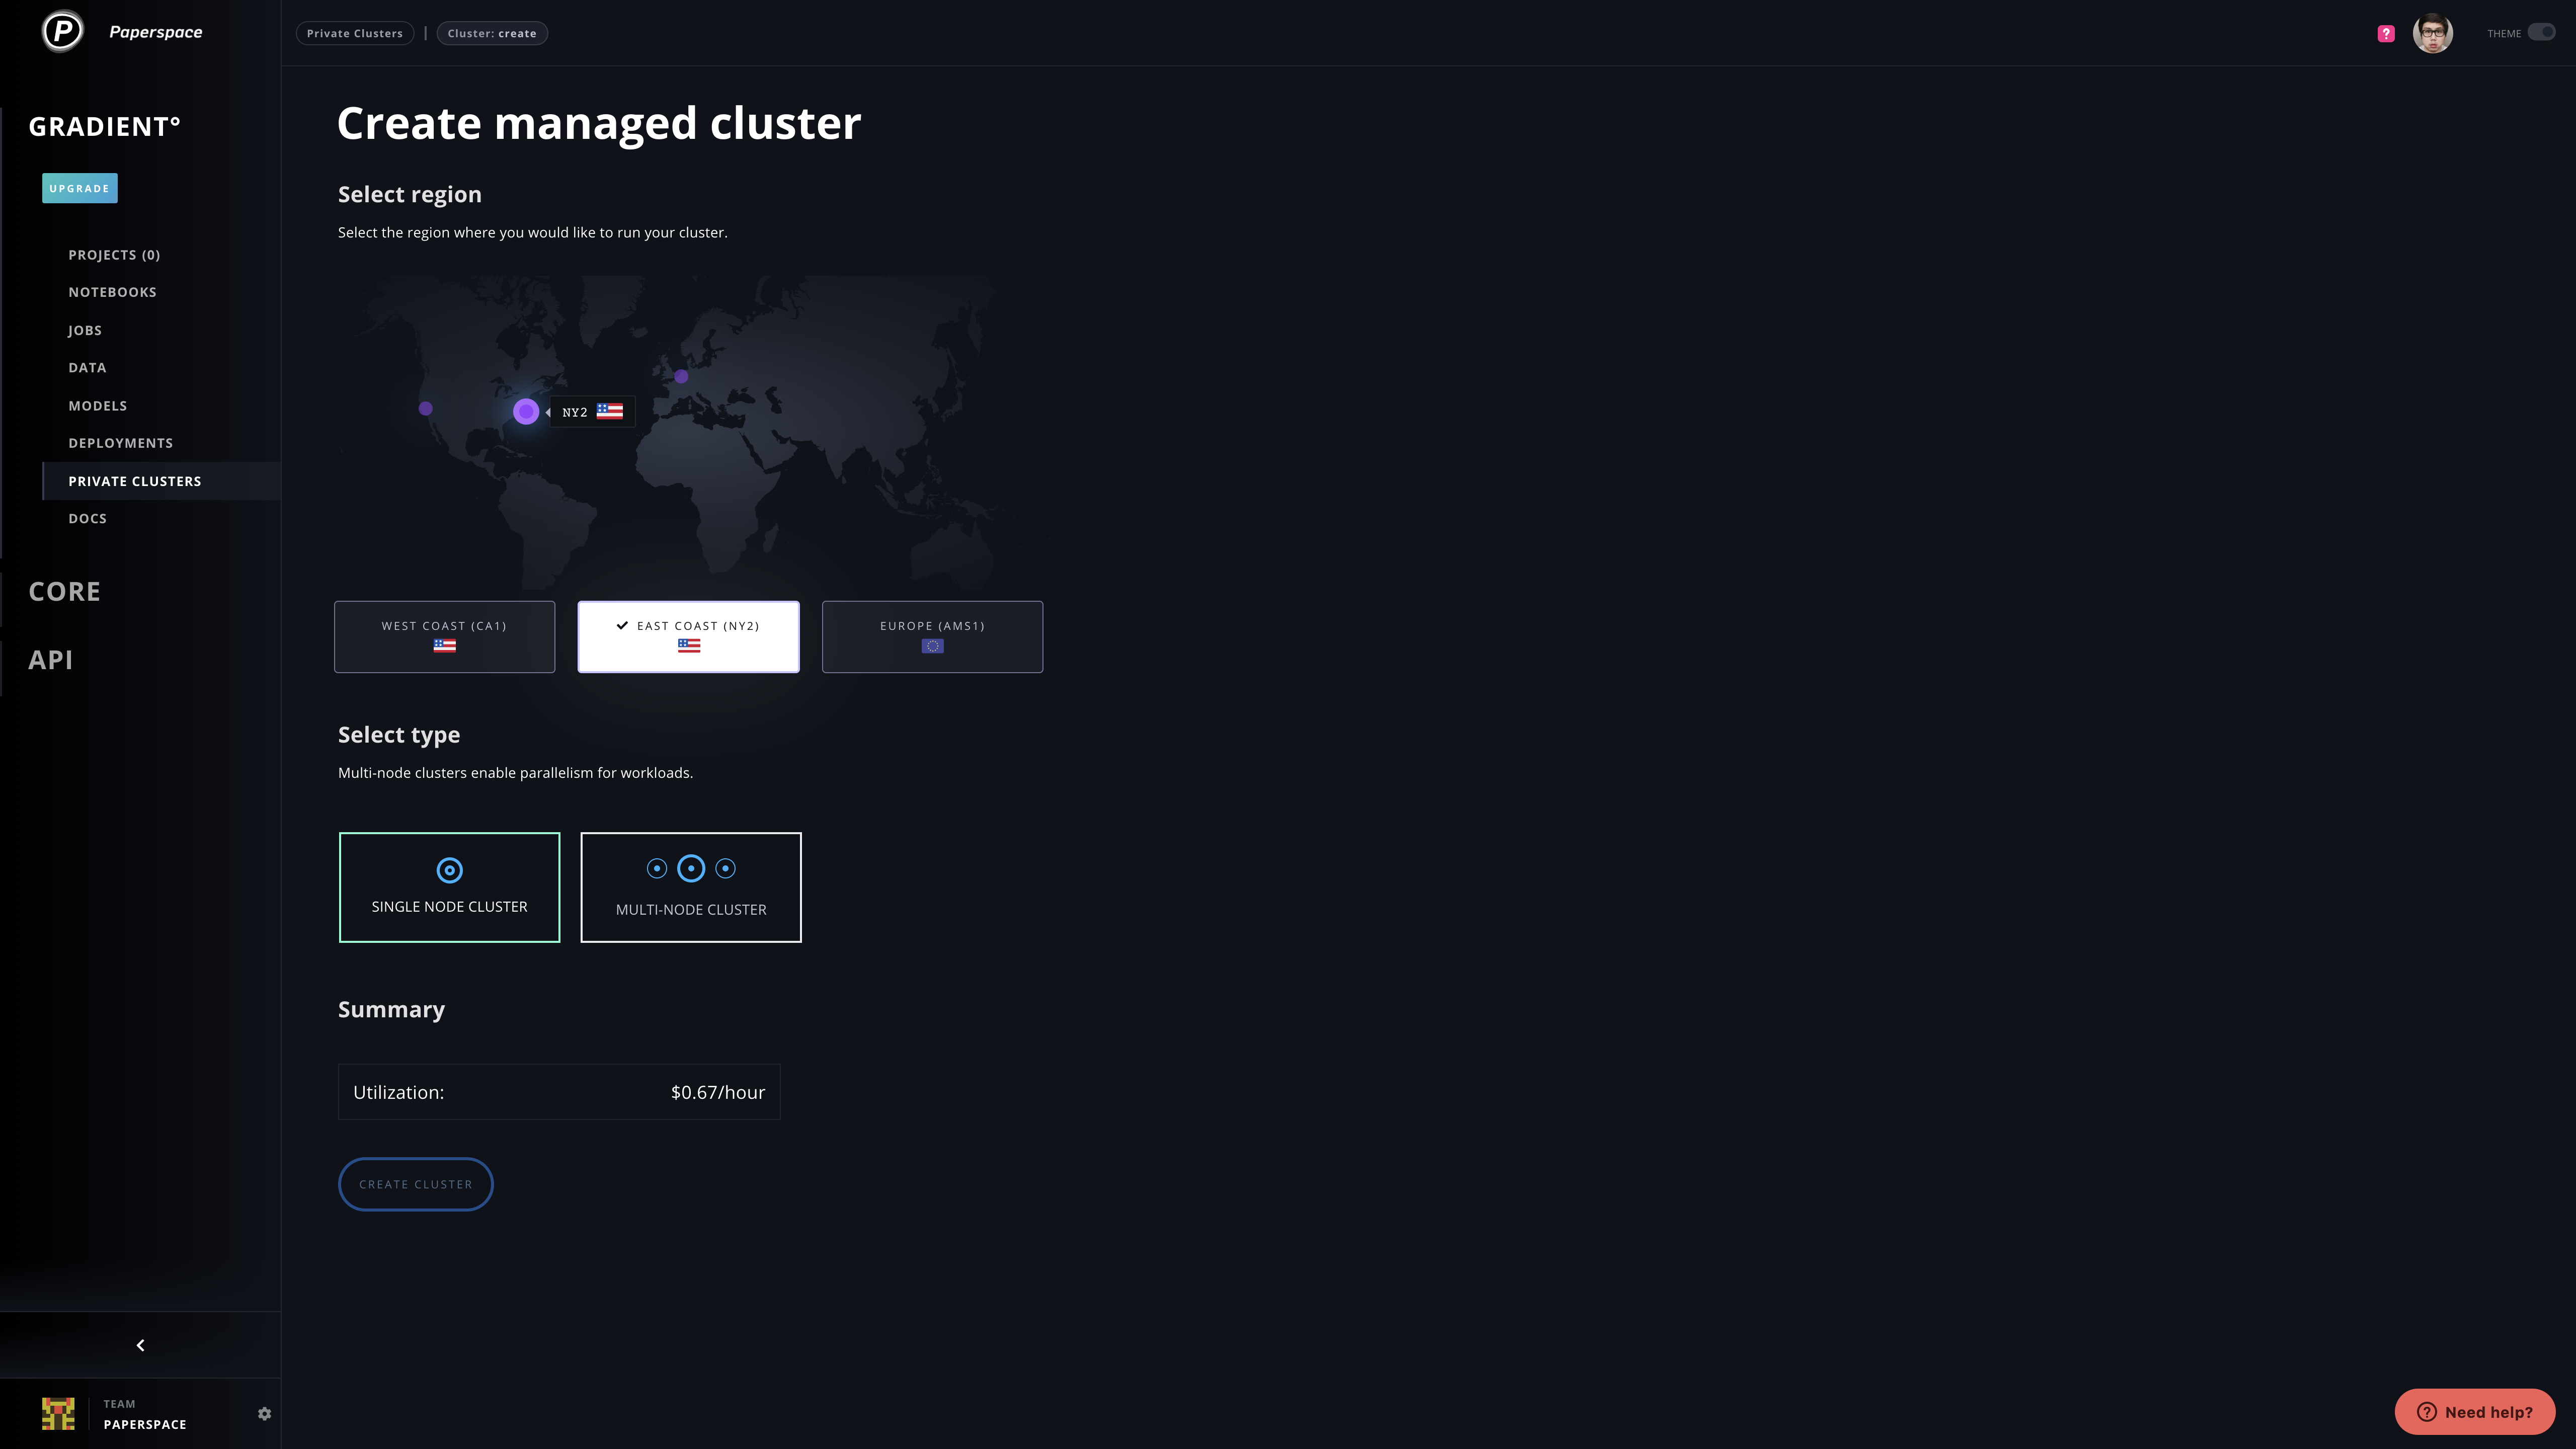 P Paperspace
Private Clusters | Cluster: create
?
THEME
GRADIENT°
UPGRADE
PROJECTS (0)
NOTEBOOKS
JOBS
DATA
MODELS
DEPLOYMENTS
PRIVATE CLUSTERS
DOCS
CORE
API
TEAM
PAPERSPACE
Create managed cluster
Select region
Select the region where you would like to run your cluster.
NY2
WEST COAST (CA1)
EAST COAST (NY2)
EUROPE (AMS1)
Select type
Multi-node clusters enable parallelism for workloads.
SINGLE NODE CLUSTER
MULTI-NODE CLUSTER
Summary
Utilization: $0.67/hour
CREATE CLUSTER
? Need help?